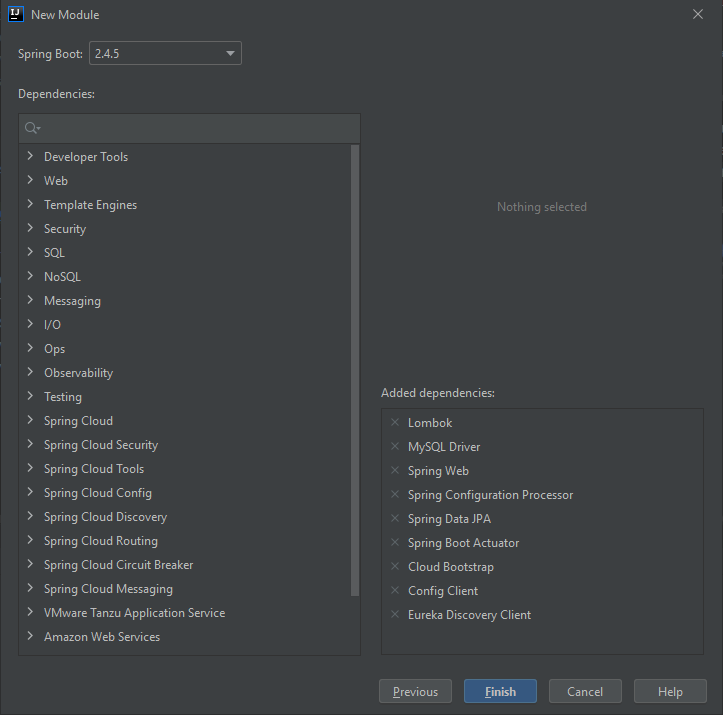 New Module
Spring Boot: 2.4.5
Dependencies:
Developer Tools
Web
Template Engines
Security
SQL
NoSQL
Messaging
I/O
Ops
Observability
Testing
Spring Cloud
Spring Cloud Security
Spring Cloud Tools
Spring Cloud Config
Spring Cloud Discovery
Spring Cloud Routing
Spring Cloud Circuit Breaker
Spring Cloud Messaging
VMware Tanzu Application Service
Amazon Web Services
Nothing selected
Added dependencies:
Lombok
MySQL Driver
Spring Web
Spring Configuration Processor
Spring Data JPA
Spring Boot Actuator
Cloud Bootstrap
Config Client
Eureka Discovery Client
Previous Finish Cancel Help